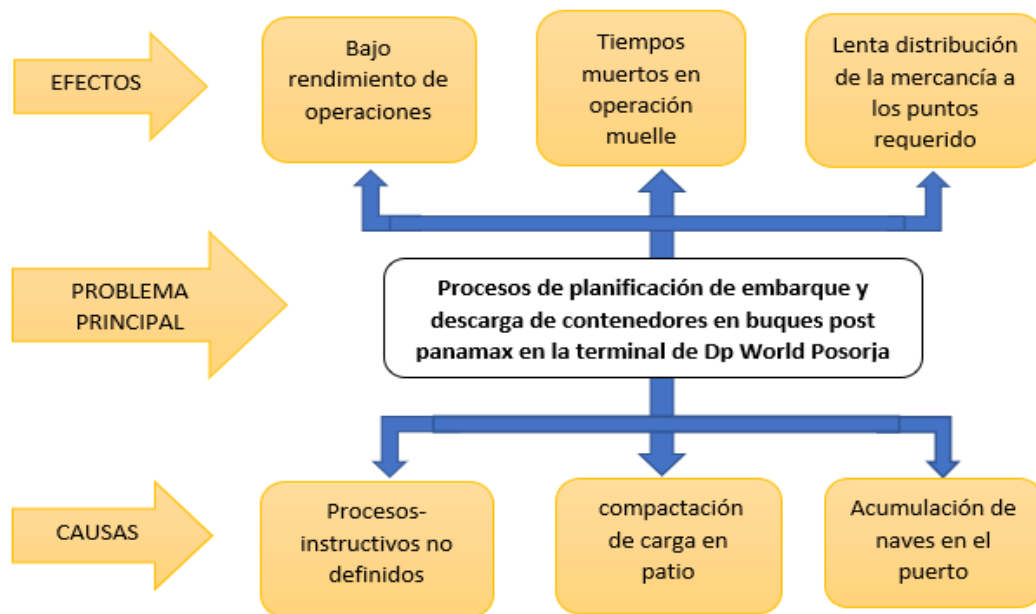 EFECTOS
Bajo
rendimiento de
operaciones
Tiempos
muertos en
operación
muelle
Lenta distribución
de la mercancía a
los puntos
requerido
PROBLEMA
PRINCIPAL
Procesos de planificación de embarque y
descarga de contenedores en buques post
panamax en la terminal de Dp World Posorja
CAUSAS
Procesos-
instructivos no
definidos
compactación
de carga en
patio
Acumulación de
naves en el
puerto